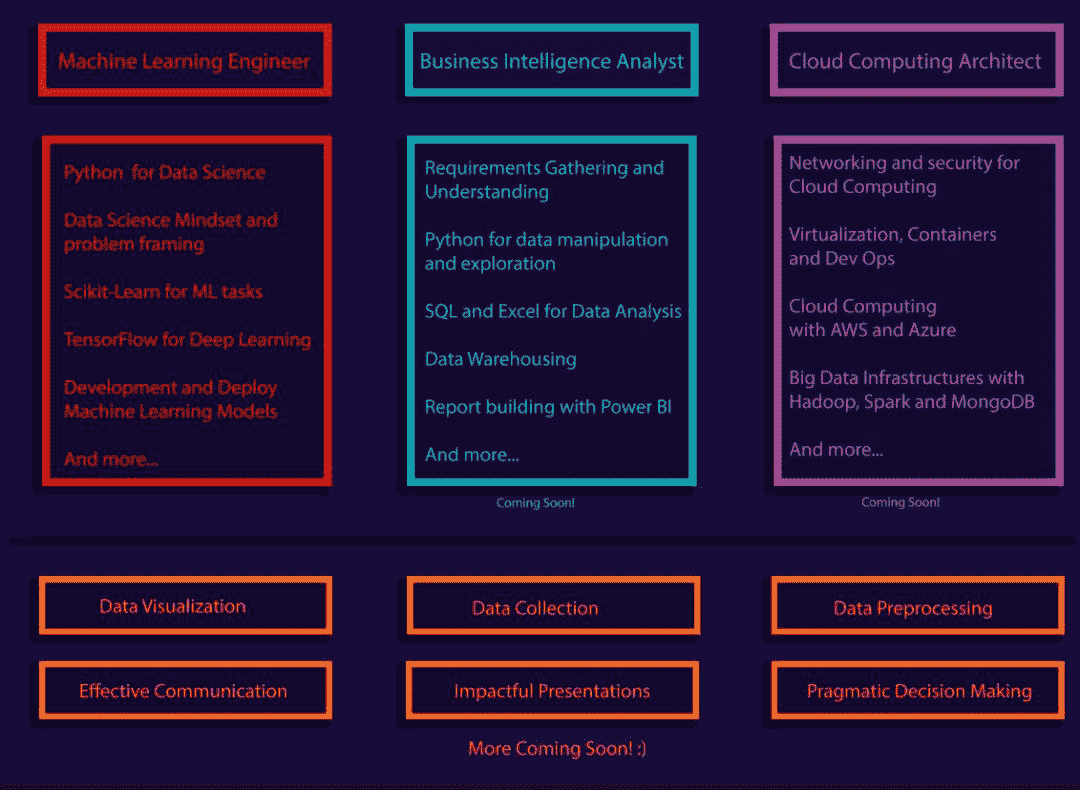 Machine Learning Engineer
Business Intelligence Analyst
Cloud Computing Architect
Python for Data Science
Data Science Mindset and
problem framing
Scikit-Learn for ML tasks
TensorFlow for Deep Learning
Development and Deploy
Machine Learning Models
And more...
Requirements Gathering and
Understanding
Python for data manipulation
and exploration
SQL and Excel for Data Analysis
Data Warehousing
Report building with Power BI
And more...
Coming Soon!
Networking and security for
Cloud Computing
Virtualization, Containers
and Dev Ops
Cloud Computing
with AWS and Azure
Big Data Infrastructures with
Hadoop, Spark and MongoDB
And more...
Coming Soon!
Data Visualization
Data Collection
Data Preprocessing
Effective Communication
Impactful Presentations
Pragmatic Decision Making
More Coming Soon! :)